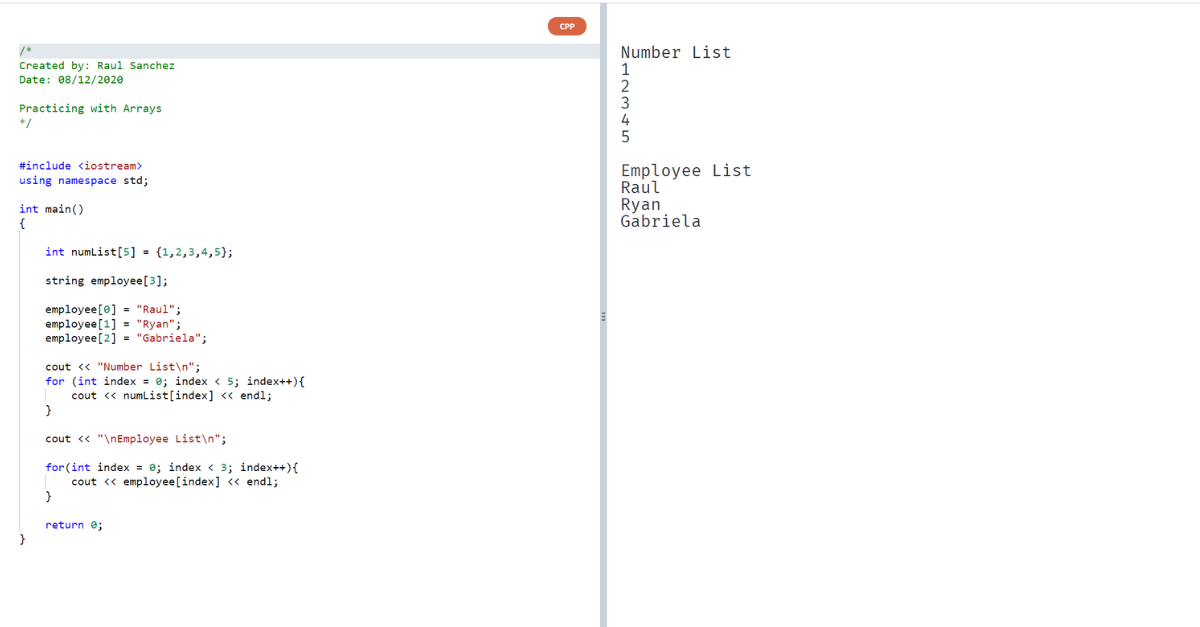 CPP
/*
Created by: Raul Sanchez
Date: 08/12/2020
Practicing with Arrays
*/
#include <iostream>
using namespace std;
int main()
{
int numList[5] = {1,2,3,4,5};
string employee[3];
employee[0] = "Raul";
employee[1] = "Ryan";
employee[2] = "Gabriela";
cout << "Number List\n";
for (int index = 0; index < 5; index++){
cout << numList[index] << endl;
}
cout << "\nEmployee List\n";
for(int index = 0; index < 3; index++){
cout << employee[index] << endl;
}
return 0;
}
Number List
1
2
3
4
5
Employee List
Raul
Ryan
Gabriela